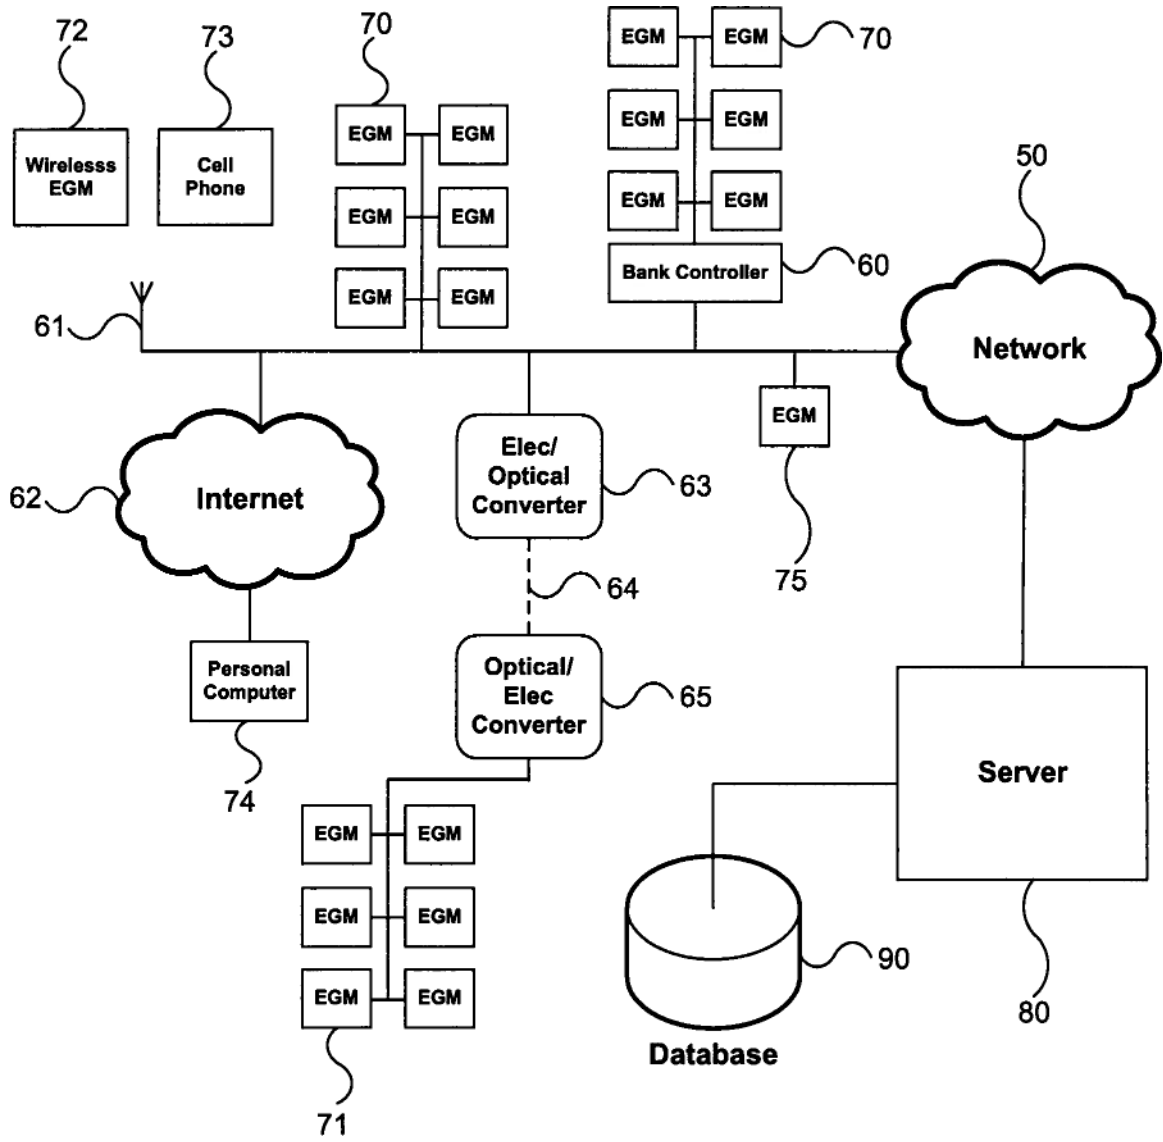 72
73
70
EGM EGM
70
EGM EGM
EGM EGM
EGM EGM
50
Wirelesss
EGM
Cell
Phone
EGM EGM
EGM EGM
EGM EGM
Bank Controller
60
61
Network
EGM
Elec/
Optical
Converter
63
62
Internet
75
64
Personal
Computer
Optical/
Elec
Converter
65
74
Server
EGM EGM
EGM EGM
EGM EGM
90
80
Database
71